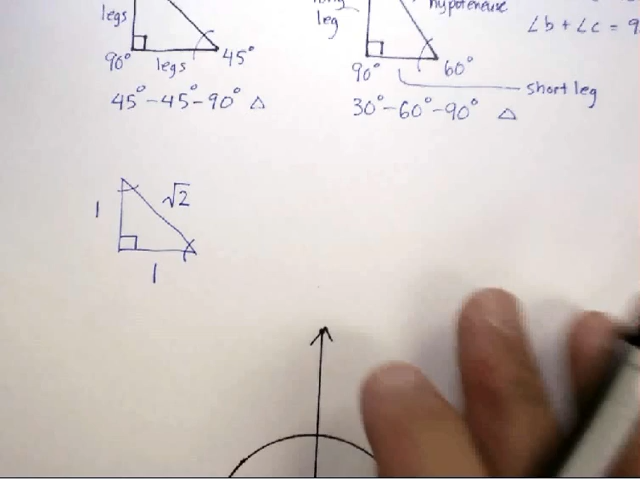 legs
90°
legs
45°
45°-45°-90° △
leg
hypoteneuse
90°
60°
short leg
30°-60°-90° △
∠b + ∠c = 9
1
√2
1